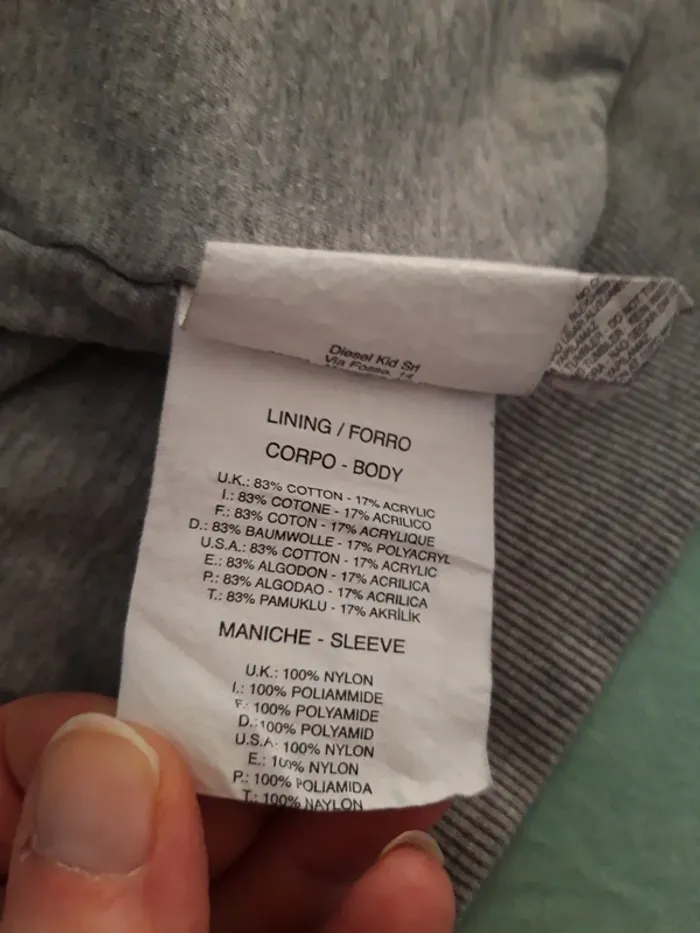 Diesel Kid Srl
Via Fossa, 14
LINING / FORRO
CORPO - BODY
U.K.: 83% COTTON - 17% ACRYLIC
I.: 83% COTONE - 17% ACRILICO
F.: 83% COTON - 17% ACRYLIQUE
D.: 83% BAUMWOLLE - 17% POLYACRYL
U.S.A.: 83% COTTON - 17% ACRYLIC
E.: 83% ALGODON - 17% ACRILICA
P.: 83% ALGODAO - 17% ACRILICA
T.: 83% PAMUKLU - 17% AKRİLİK
MANICHE - SLEEVE
U.K.: 100% NYLON
I.: 100% POLIAMMIDE
F.: 100% POLYAMIDE
D.: 100% POLYAMID
U.S.A: 100% NYLON
E.: 100% NYLON
P.: 100% POLIAMIDA
T.: 100% NAYLON